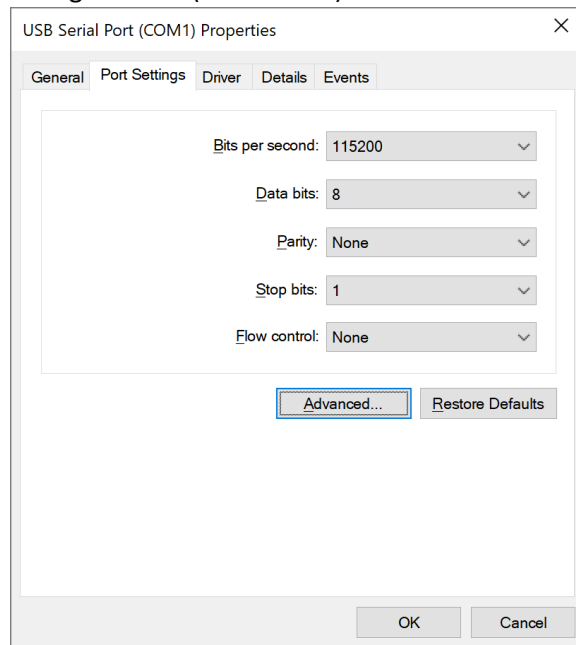 USB Serial Port (COM1) Properties
General Port Settings Driver Details Events
Bits per second: 115200
Data bits: 8
Parity: None
Stop bits: 1
Flow control: None
Advanced... Restore Defaults
OK Cancel